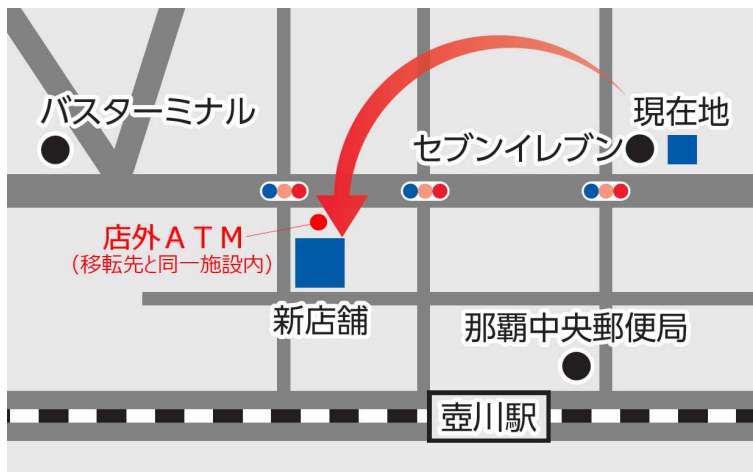 バスターミナル
現在地
セブンイレブン
店外ATM
(移転先と同一施設内)
新店舗
那覇中央郵便局
壺川駅